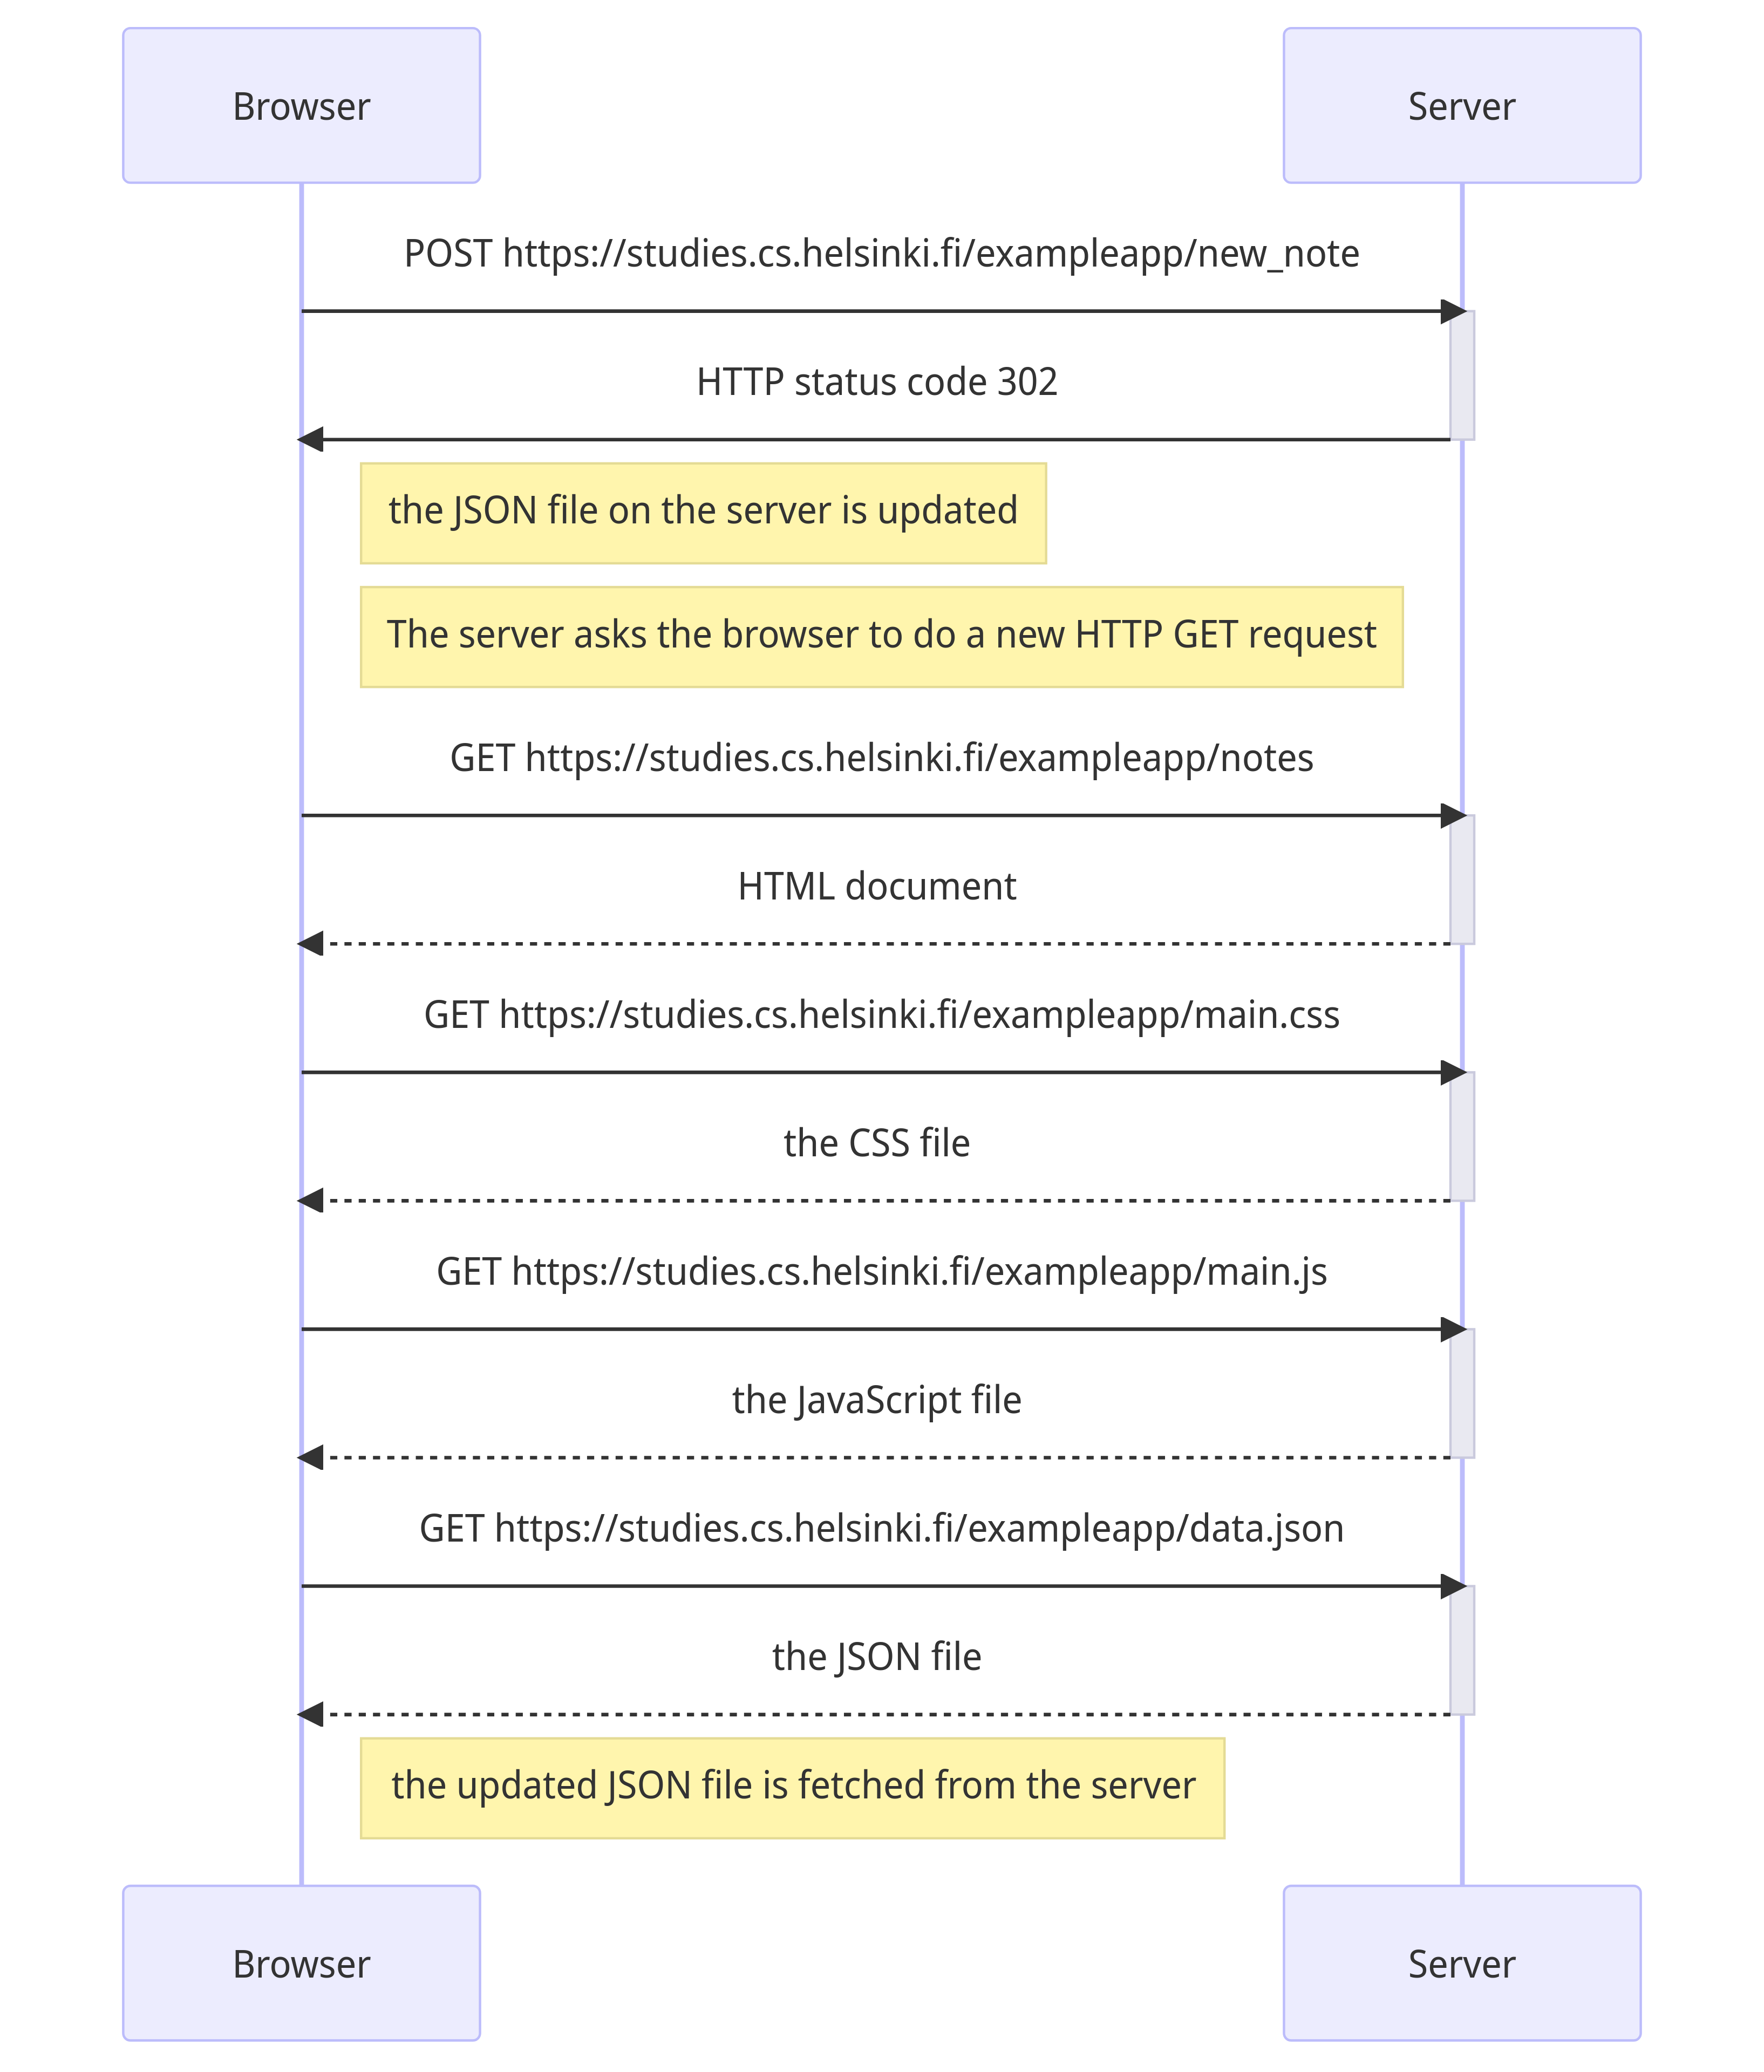 Browser
Server
POST https://studies.cs.helsinki.fi/exampleapp/new_note
HTTP status code 302
the JSON file on the server is updated
The server asks the browser to do a new HTTP GET request
GET https://studies.cs.helsinki.fi/exampleapp/notes
HTML document
GET https://studies.cs.helsinki.fi/exampleapp/main.css
the CSS file
GET https://studies.cs.helsinki.fi/exampleapp/main.js
the JavaScript file
GET https://studies.cs.helsinki.fi/exampleapp/data.json
the JSON file
the updated JSON file is fetched from the server
Browser
Server